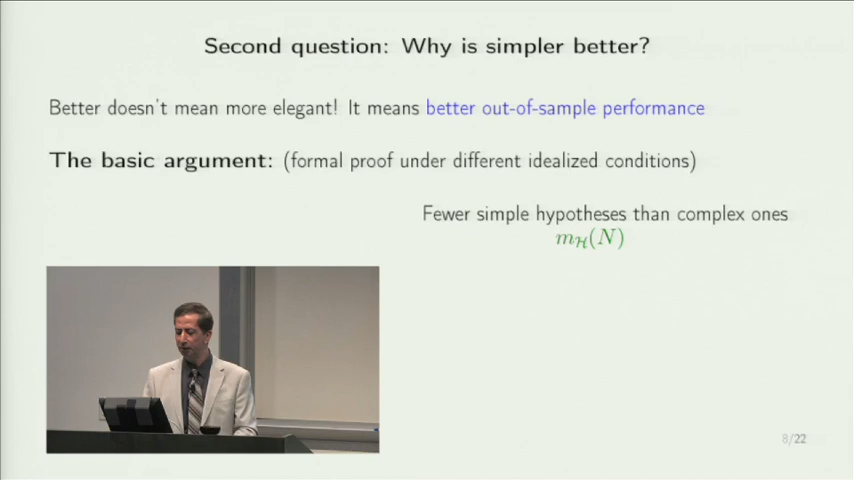 Second question: Why is simpler better?
Better doesn't mean more elegant! It means better out-of-sample performance
The basic argument: (formal proof under different idealized conditions)
Fewer simple hypotheses than complex ones
m_ℋ(N)
8/22